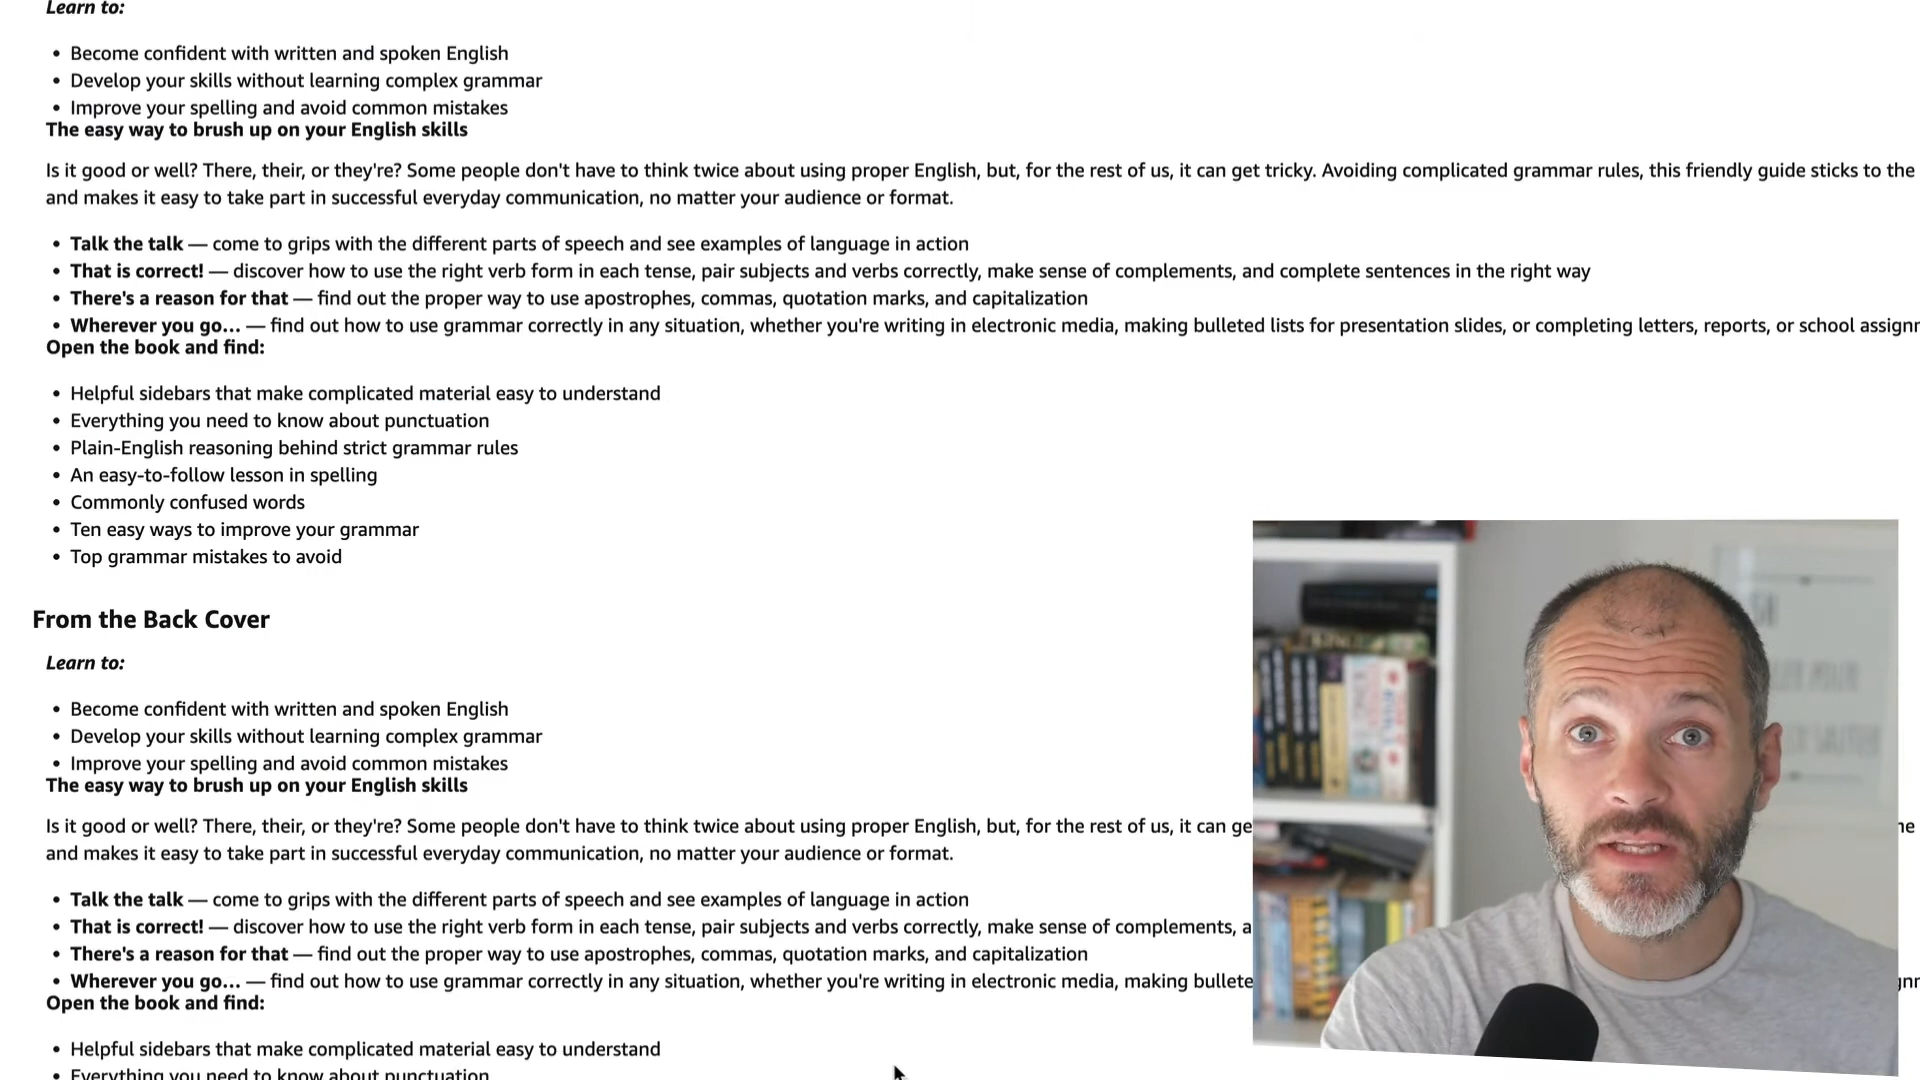 Learn to:
• Become confident with written and spoken English
• Develop your skills without learning complex grammar
• Improve your spelling and avoid common mistakes
The easy way to brush up on your English skills
Is it good or well? There, their, or they're? Some people don't have to think twice about using proper English, but, for the rest of us, it can get tricky. Avoiding complicated grammar rules, this friendly guide sticks to the
and makes it easy to take part in successful everyday communication, no matter your audience or format.
• Talk the talk — come to grips with the different parts of speech and see examples of language in action
• That is correct! — discover how to use the right verb form in each tense, pair subjects and verbs correctly, make sense of complements, and complete sentences in the right way
• There's a reason for that — find out the proper way to use apostrophes, commas, quotation marks, and capitalization
• Wherever you go... — find out how to use grammar correctly in any situation, whether you're writing in electronic media, making bulleted lists for presentation slides, or completing letters, reports, or school
Open the book and find:
• Helpful sidebars that make complicated material easy to understand
• Everything you need to know about punctuation
• Plain-English reasoning behind strict grammar rules
• An easy-to-follow lesson in spelling
• Commonly confused words
• Ten easy ways to improve your grammar
• Top grammar mistakes to avoid
From the Back Cover
Learn to:
• Become confident with written and spoken English
• Develop your skills without learning complex grammar
• Improve your spelling and avoid common mistakes
The easy way to brush up on your English skills
Is it good or well? There, their, or they're? Some people don't have to think twice about using proper English, but, for the rest of us, it can
and makes it easy to take part in successful everyday communication, no matter your audience or format.
• Talk the talk — come to grips with the different parts of speech and see examples of language in action
• That is correct! — discover how to use the right verb form in each tense, pair subjects and verbs correctly, make sense of complements,
• There's a reason for that — find out the proper way to use apostrophes, commas, quotation marks, and capitalization
• Wherever you go... — find out how to use grammar correctly in any situation, whether you're writing in electronic media, making
Open the book and find:
• Helpful sidebars that make complicated material easy to understand
• Everything you need to know about punctuation